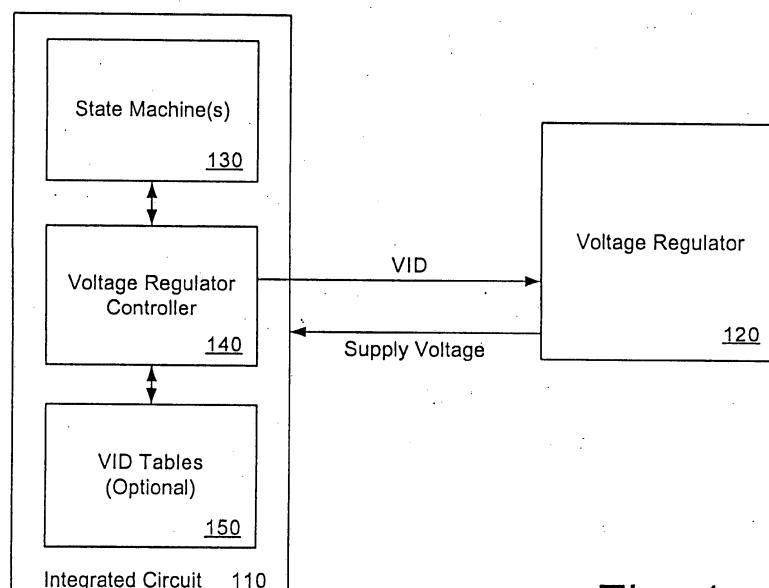 State Machine(s)
130
Voltage Regulator
Controller
140
VID Tables
(Optional)
150
Integrated Circuit 110
VID
Supply Voltage
Voltage Regulator
120